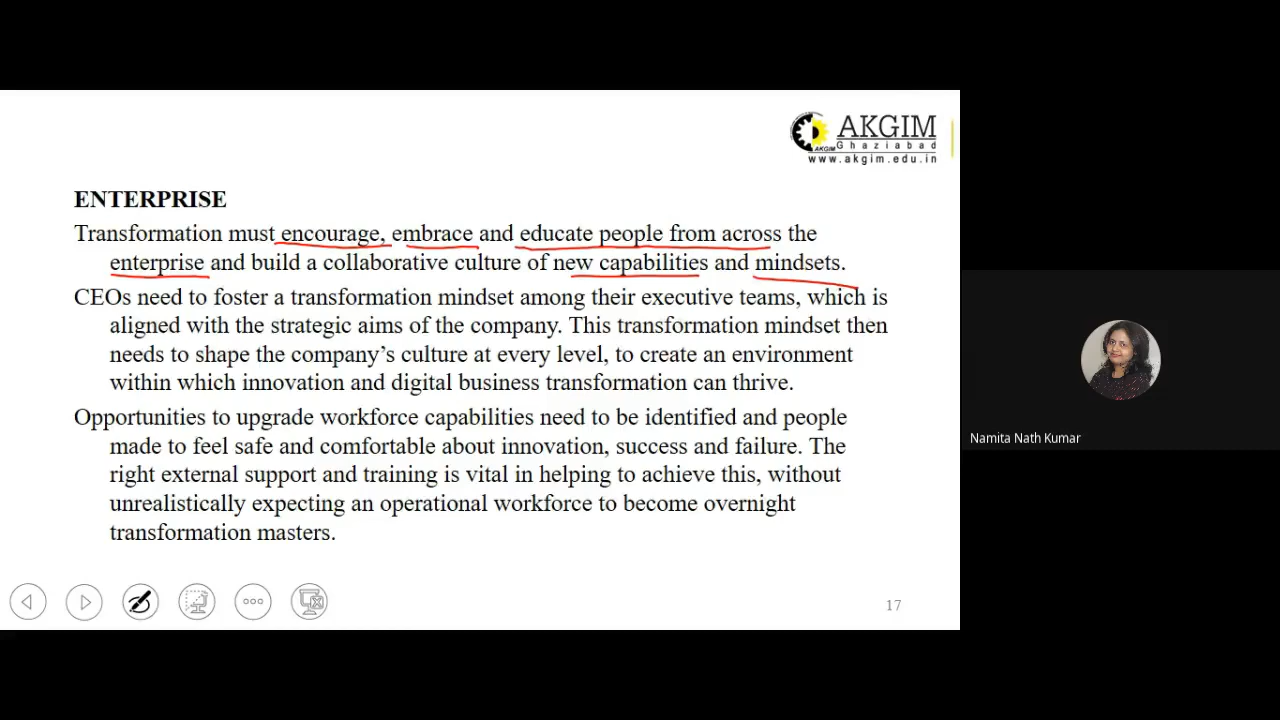 AKGIM
Ghaziabad
AKGIM
www.akgim.edu.in
ENTERPRISE
Transformation must encourage, embrace and educate people from across the
enterprise and build a collaborative culture of new capabilities and mindsets.
CEOs need to foster a transformation mindset among their executive teams, which is
aligned with the strategic aims of the company. This transformation mindset then
needs to shape the company’s culture at every level, to create an environment
within which innovation and digital business transformation can thrive.
Opportunities to upgrade workforce capabilities need to be identified and people
made to feel safe and comfortable about innovation, success and failure. The
right external support and training is vital in helping to achieve this, without
unrealistically expecting an operational workforce to become overnight
transformation masters.
17
Namita Nath Kumar